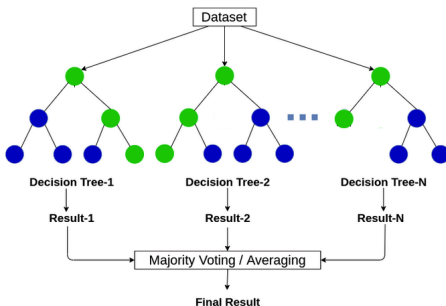 Dataset
Decision Tree-1 Decision Tree-2 Decision Tree-N
Result-1 Result-2 Result-N
Majority Voting / Averaging
Final Result